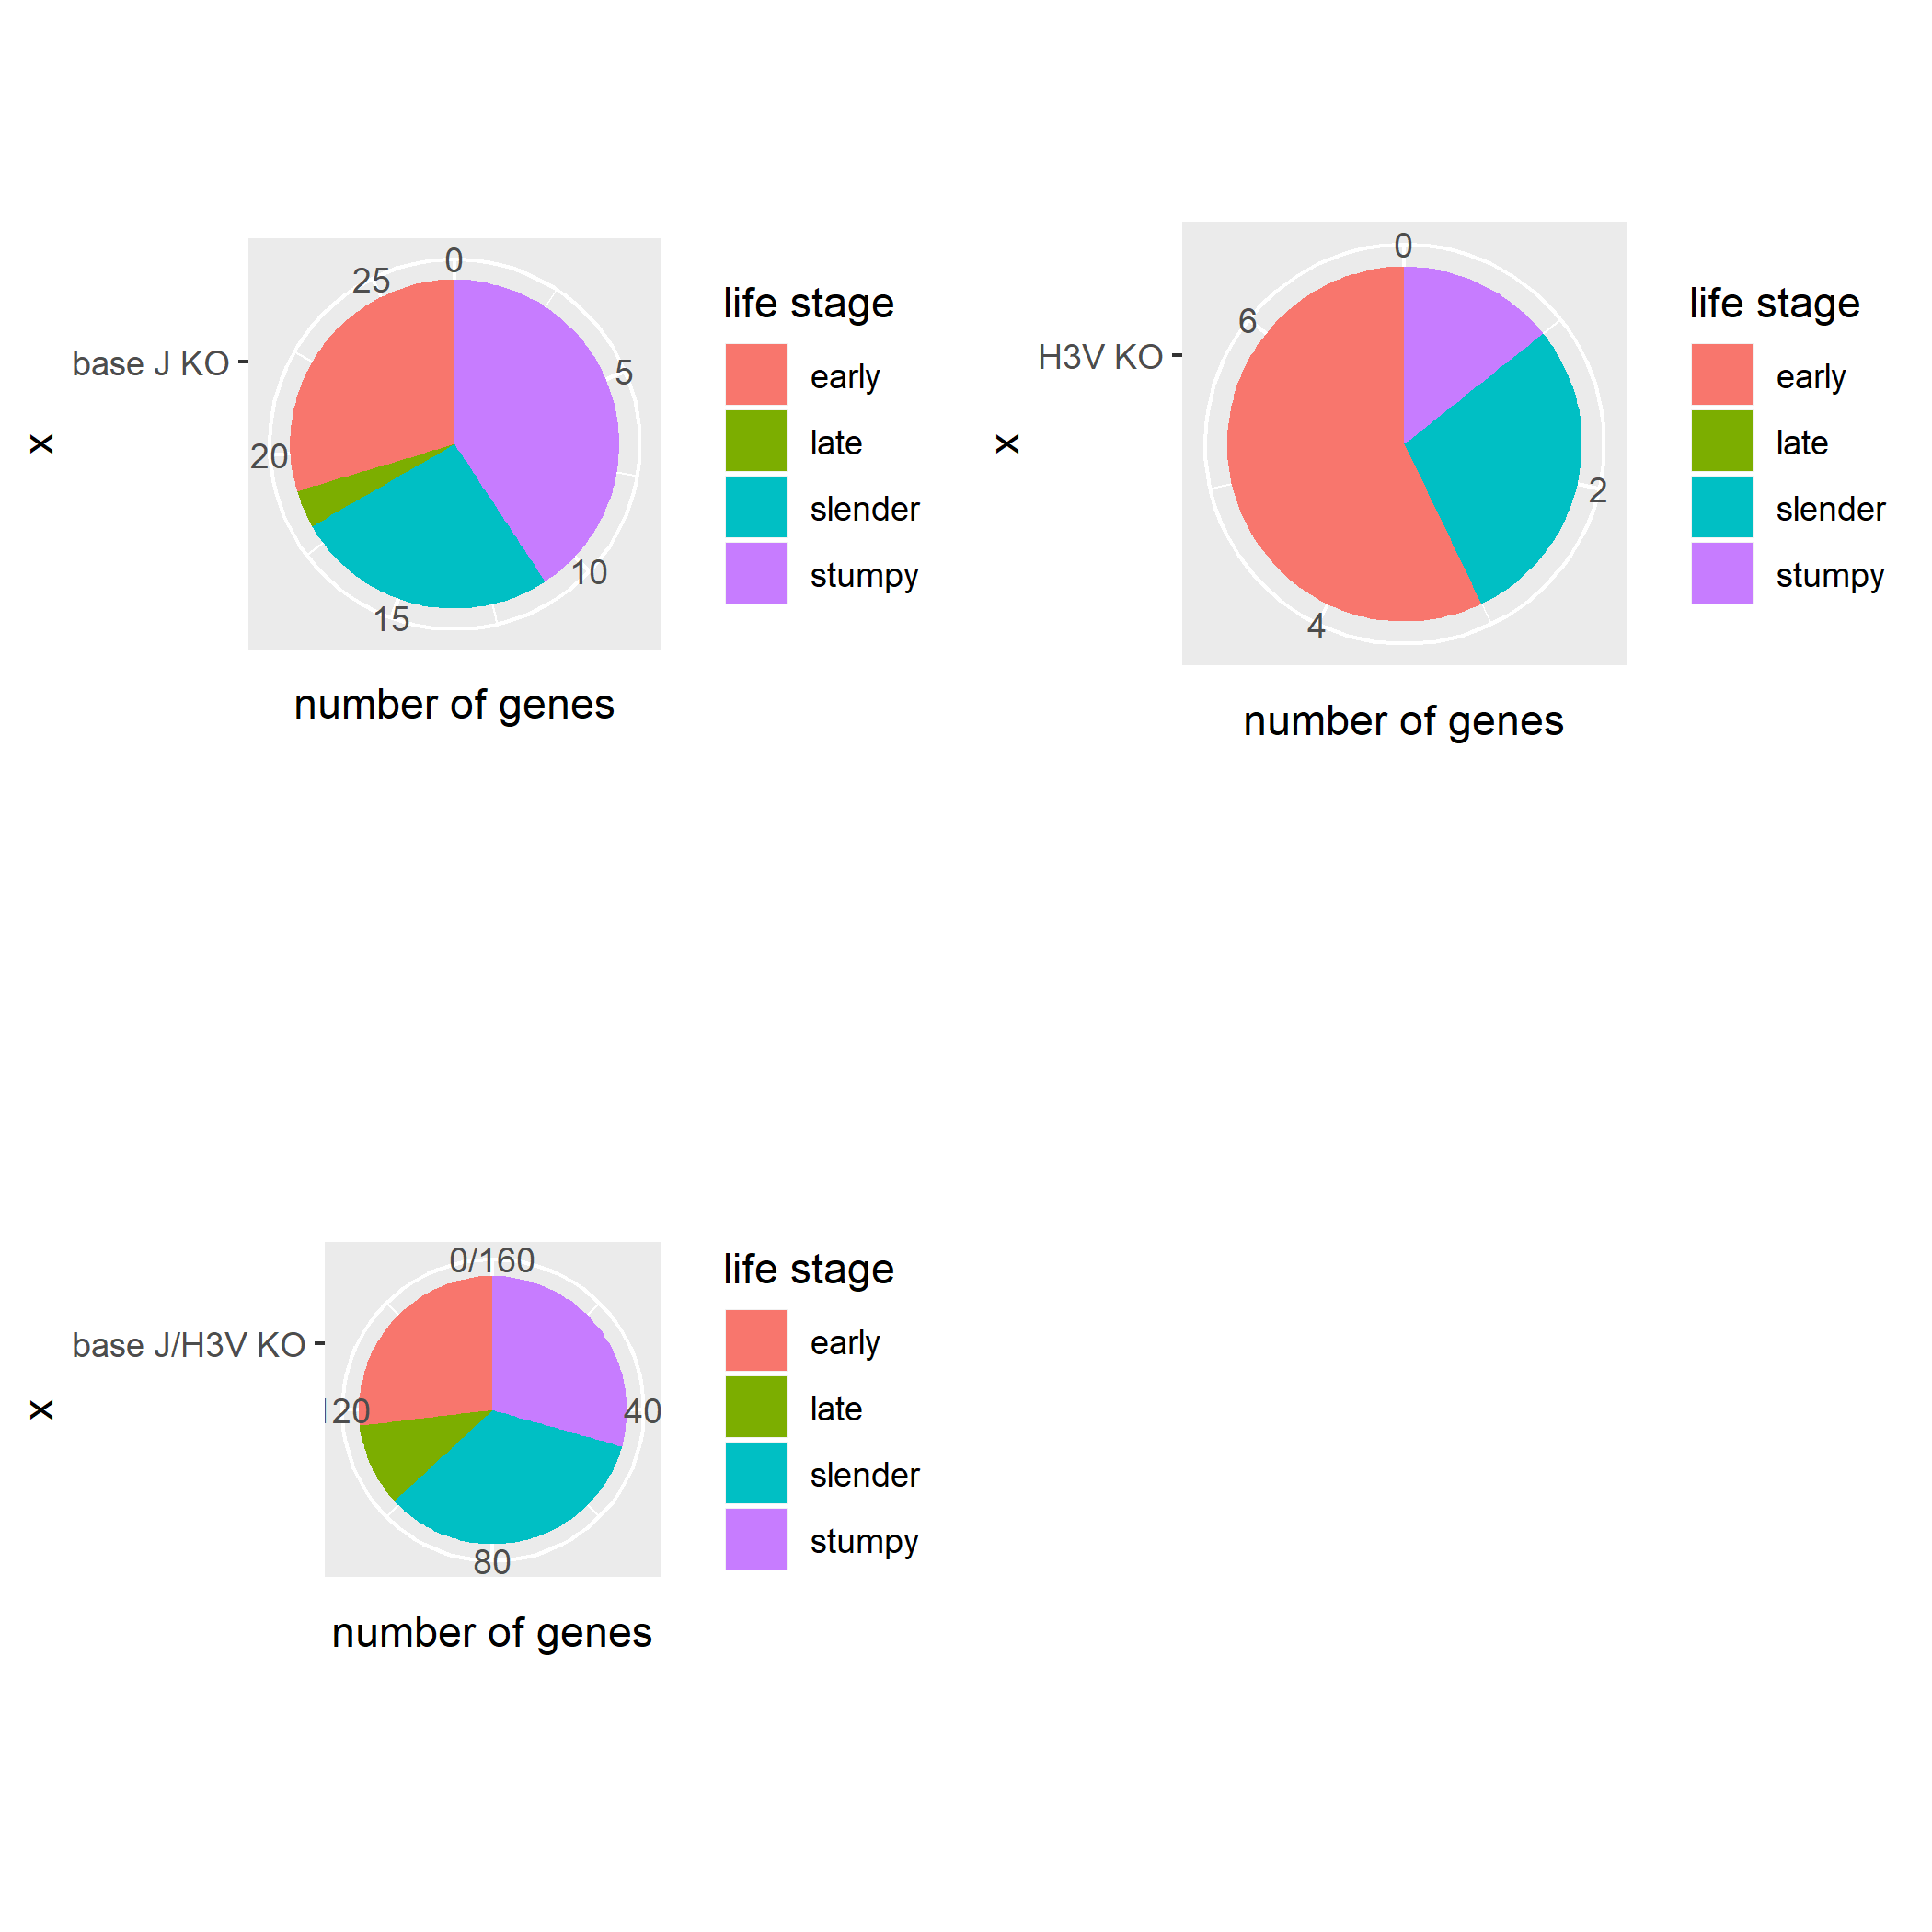 0
25
5
base J KO
20
10
15
x
number of genes
life stage
early
late
slender
stumpy
0
6
H3V KO
2
4
x
number of genes
life stage
early
late
slender
stumpy
0/160
base J/H3V KO
120
40
80
x
number of genes
life stage
early
late
slender
stumpy